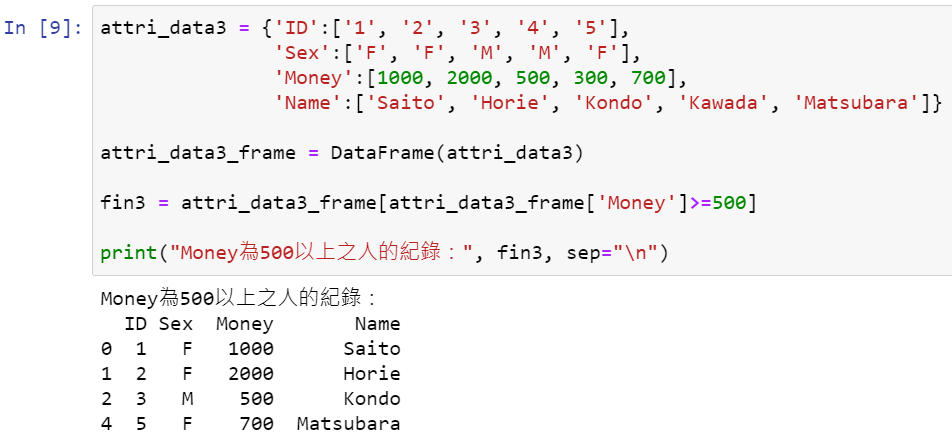 In [9]: attri_data3 = {'ID':['1', '2', '3', '4', '5'],
'Sex':['F', 'F', 'M', 'M', 'F'],
'Money':[1000, 2000, 500, 300, 700],
'Name':['Saito', 'Horie', 'Kondo', 'Kawada', 'Matsubara']}
attri_data3_frame = DataFrame(attri_data3)
fin3 = attri_data3_frame[attri_data3_frame['Money']>=500]
print("Money為500以上之人的紀錄：", fin3, sep="\n")
Money為500以上之人的紀錄：
ID Sex Money Name
0 1 F 1000 Saito
1 2 F 2000 Horie
2 3 M 500 Kondo
4 5 F 700 Matsubara